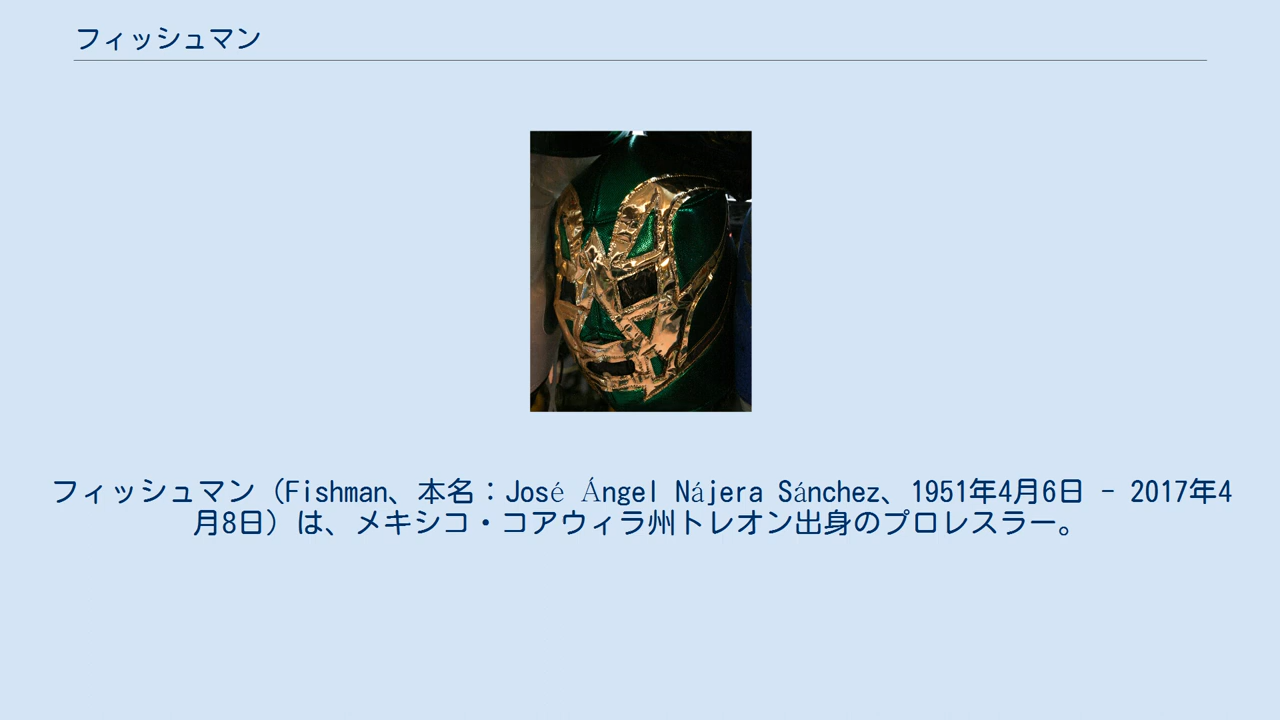 フィッシュマン
フィッシュマン（Fishman、本名：José Ángel Nájera Sánchez、1951年4月6日 - 2017年4
月8日）は、メキシコ・コアウィラ州トレオン出身のプロレスラー。